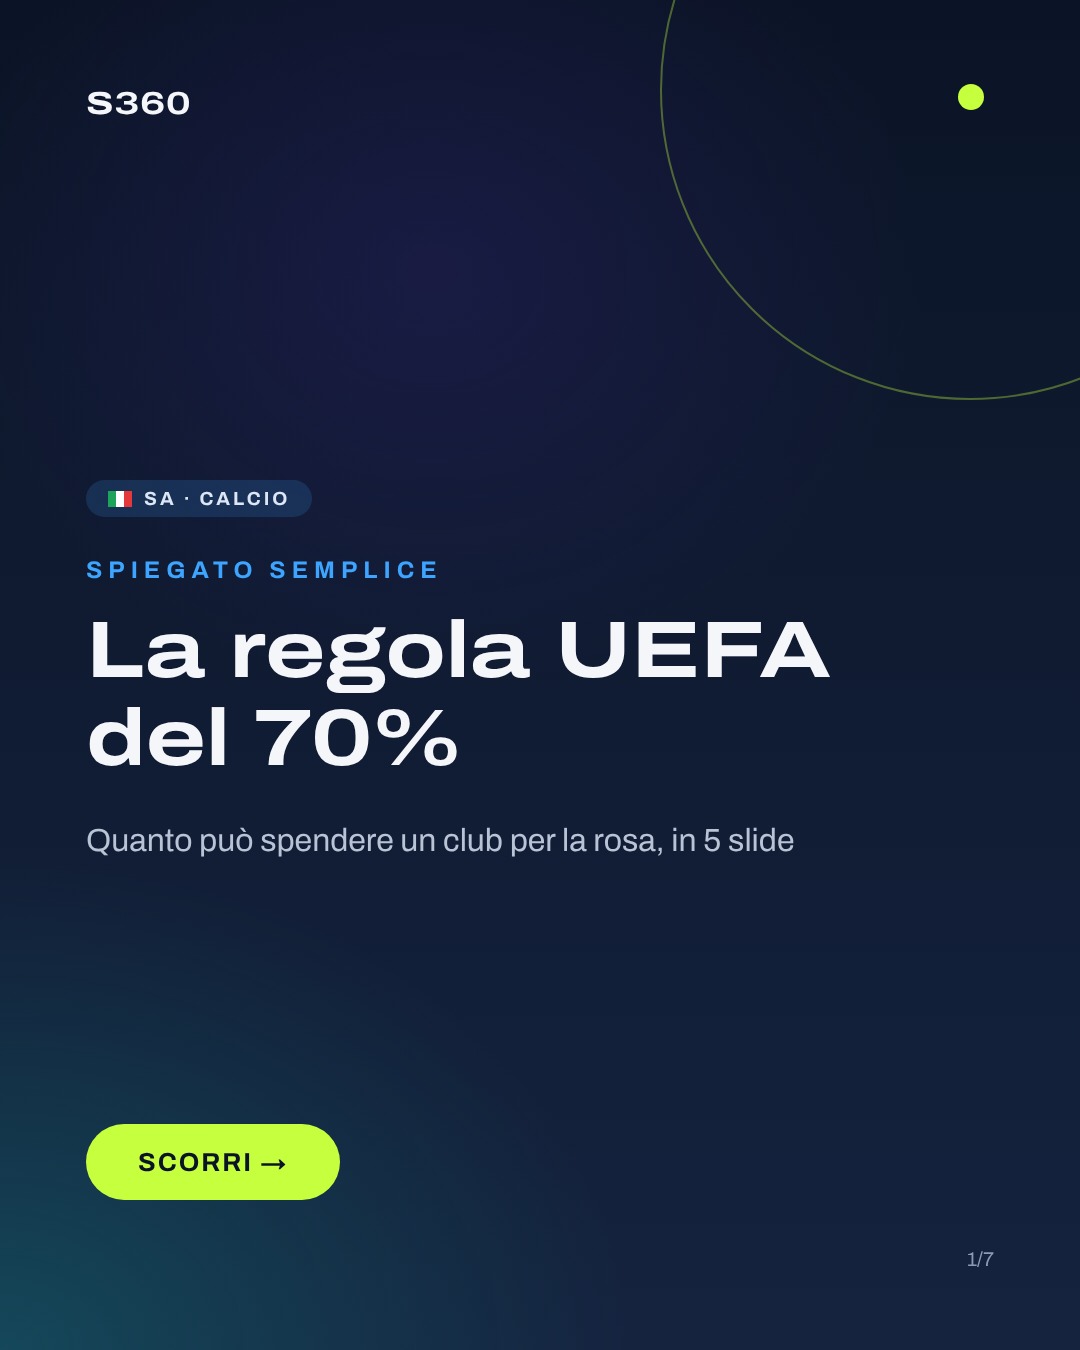 S360
SA · CALCIO
SPIEGATO SEMPLICE
La regola UEFA
del 70%
Quanto può spendere un club per la rosa, in 5 slide
SCORRI →
1/7